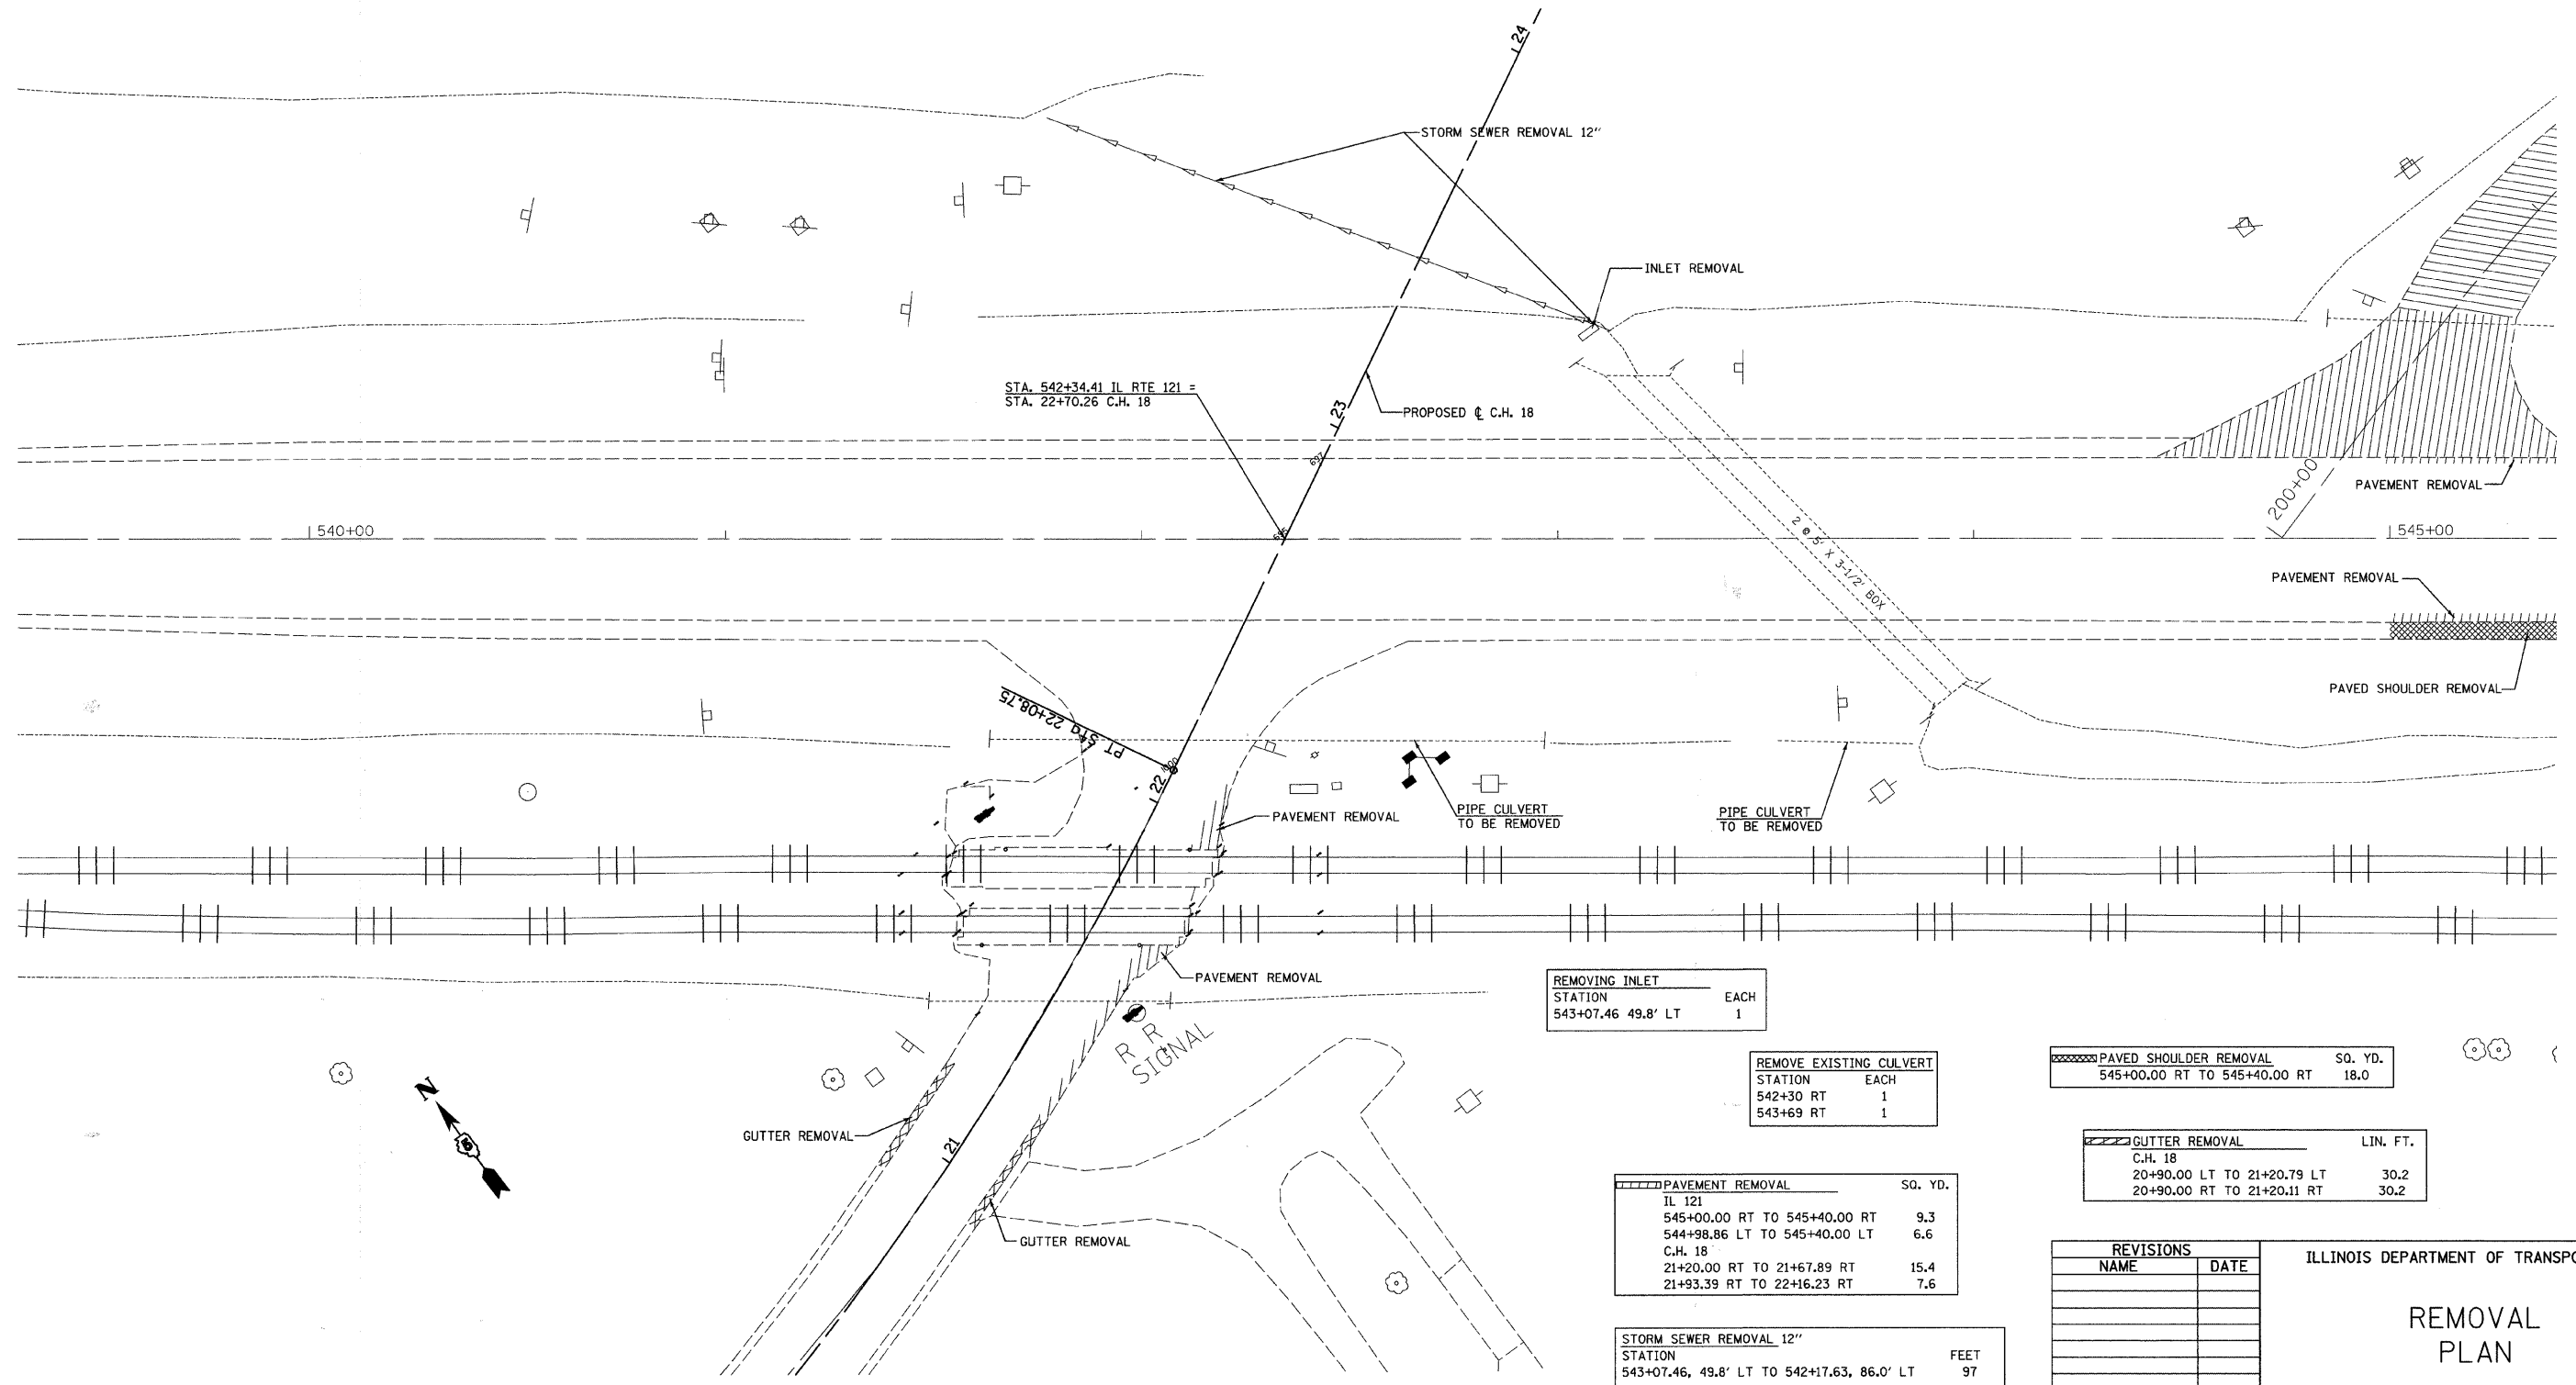 24
STORM SEWER REMOVAL 12"
INLET REMOVAL
STA. 542+34.41 IL RTE 121 =
STA. 22+70.26 C.H. 18
23
PROPOSED ℄ C.H. 18
697
200+00
PAVEMENT REMOVAL
540+00
545+00
2 @ 5' X 3-1/2' BOX
PAVEMENT REMOVAL
PAVED SHOULDER REMOVAL
PT Sta 22+08.75
22
PAVEMENT REMOVAL
PIPE CULVERT
TO BE REMOVED
PIPE CULVERT
TO BE REMOVED
PAVEMENT REMOVAL
R R
SIGNAL
N
GUTTER REMOVAL
21
GUTTER REMOVAL
REMOVING INLET
STATION EACH
543+07.46 49.8' LT 1
REMOVE EXISTING CULVERT
STATION EACH
542+30 RT 1
543+69 RT 1
PAVED SHOULDER REMOVAL SQ. YD.
545+00.00 RT TO 545+40.00 RT 18.0
GUTTER REMOVAL LIN. FT.
C.H. 18
20+90.00 LT TO 21+20.79 LT 30.2
20+90.00 RT TO 21+20.11 RT 30.2
PAVEMENT REMOVAL SQ. YD.
IL 121
545+00.00 RT TO 545+40.00 RT 9.3
544+98.86 LT TO 545+40.00 LT 6.6
C.H. 18
21+20.00 RT TO 21+67.89 RT 15.4
21+93.39 RT TO 22+16.23 RT 7.6
STORM SEWER REMOVAL 12"
STATION FEET
543+07.46, 49.8' LT TO 542+17.63, 86.0' LT 97
REVISIONS
NAME DATE
ILLINOIS DEPARTMENT OF TRANSPO
REMOVAL
PLAN